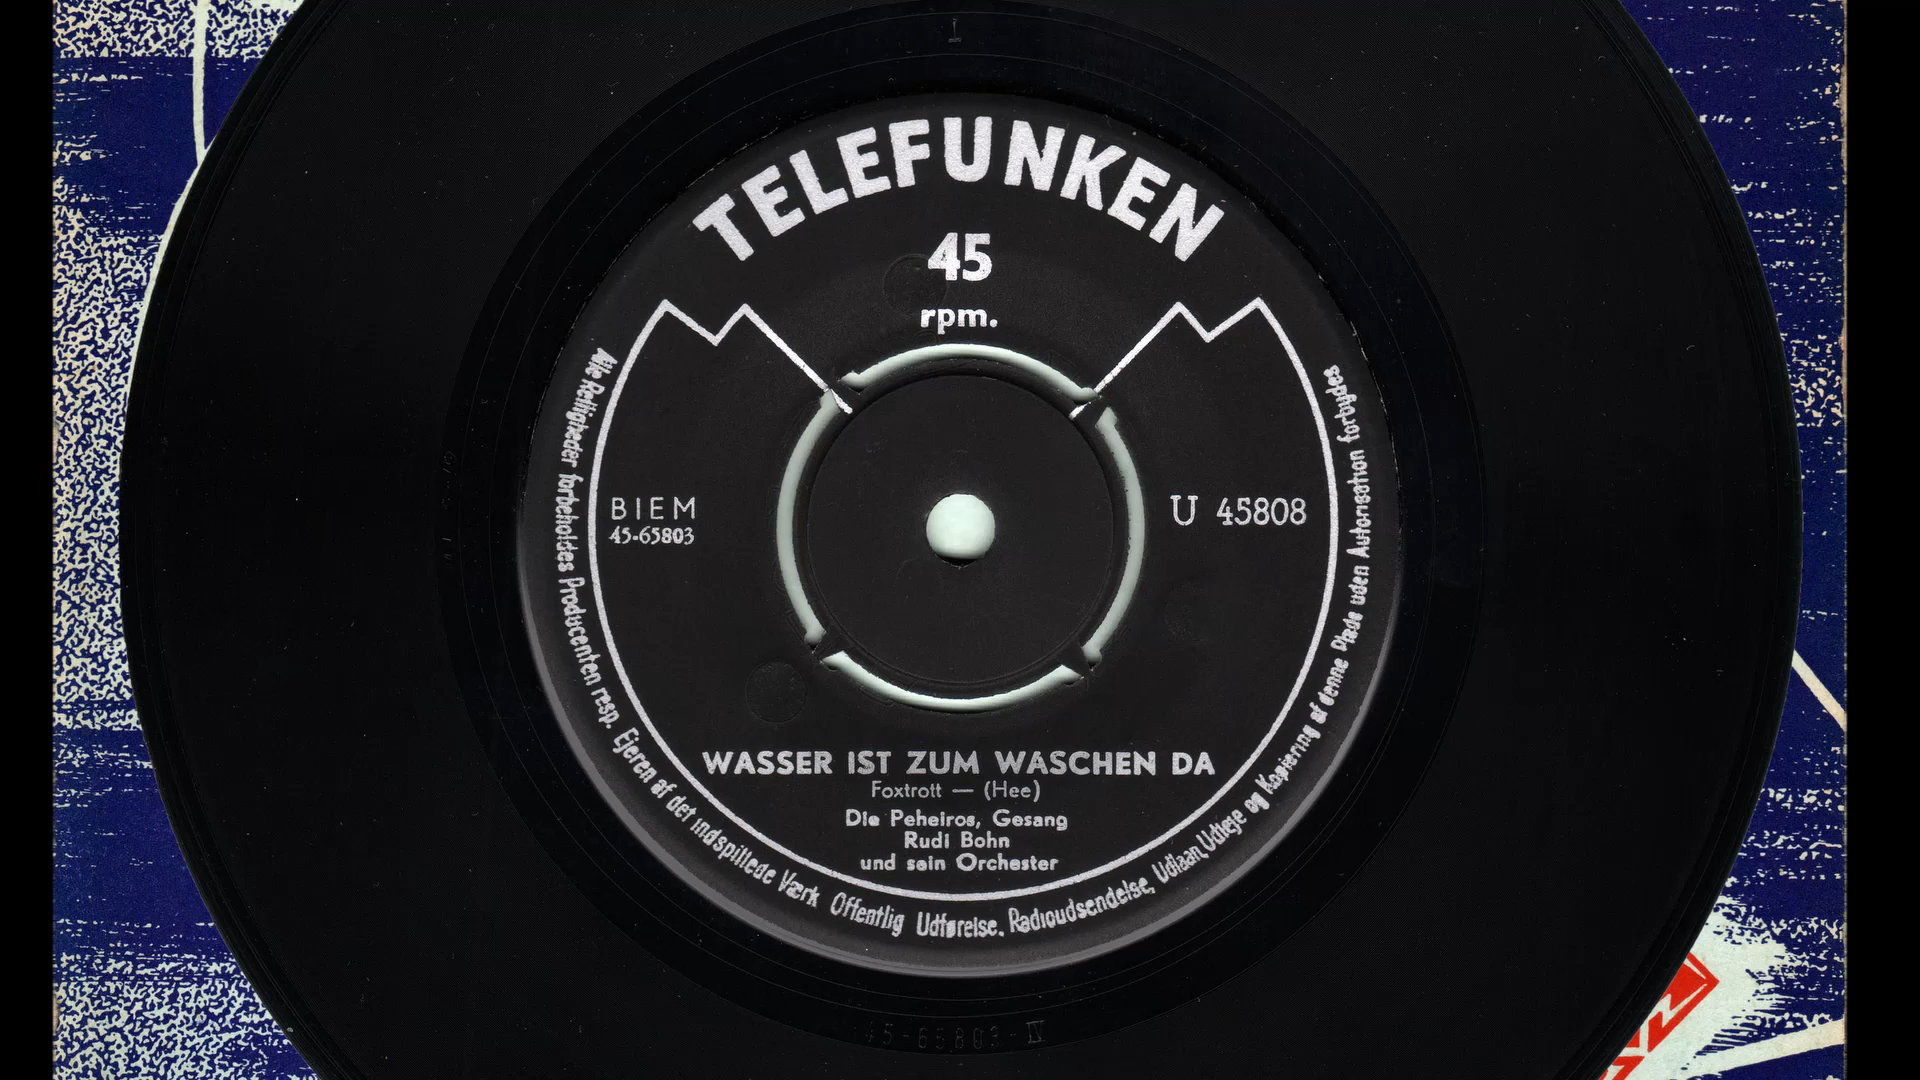 TELEFUNKEN
45
rpm.
BIEM
45-65803
U 45808
WASSER IST ZUM WASCHEN DA
Foxtrott — (Hee)
Die Peheiros, Gesang
Rudi Bohn
und sein Orchester
Alle Rettigheder forbeholdes Producenten resp. Ejeren af det indspillede Værk Offentlig Udførelse, Radioudsendelse, Udlaan, Udleje og Kopiering af denne Plade uden Autorisation forbydes
45-65803-IV